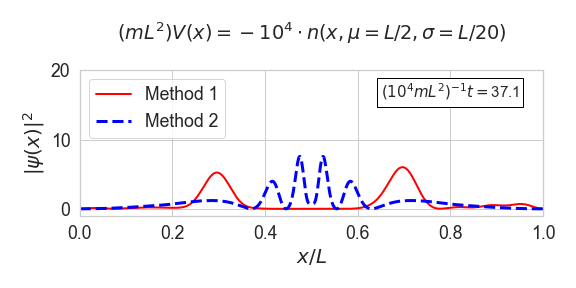 (mL²)V(x) = −10⁴ · n(x, μ = L/2, σ = L/20)
20
10
0
|ψ(x)|²
Method 1
Method 2
(10⁴mL²)⁻¹t = 37.1
0.0 0.2 0.4 0.6 0.8 1.0
x/L